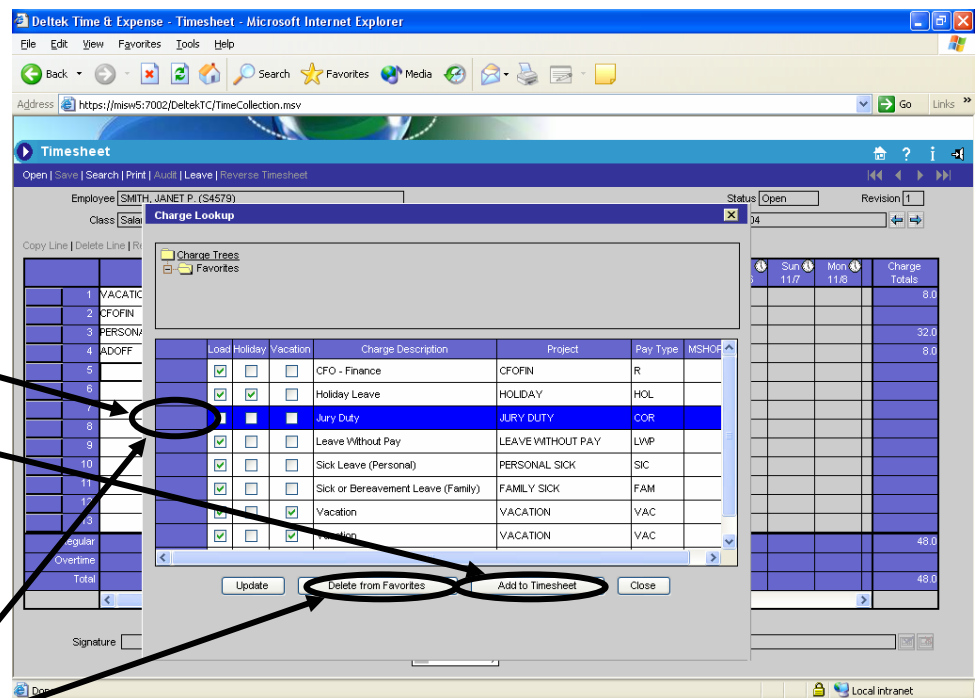 Deltek Time & Expense - Timesheet - Microsoft Internet Explorer
File Edit View Favorites Tools Help
Back Search Favorites Media
Address https://misw5:7002/DeltekTC/TimeCollection.msv Go Links »
Timesheet ? i
Open | Save | Search | Print | Audit | Leave | Reverse Timesheet
Employee SMITH, JANET P. (S4579) Status Open Revision 1
Class 04
Charge Lookup
Copy Line | Delete Line |
Charge Trees
Favorites
Sun 11/7 Mon 11/8 Charge Totals
1 8.0
2 CFOFIN
3 32.0
4 ADOFF 8.0
5
6
7
8
9
10
11
12
13
Load Holiday Vacation Charge Description Project Pay Type
CFO - Finance CFOFIN R
Holiday Leave HOLIDAY HOL
Jury Duty JURY DUTY COR
Leave Without Pay LEAVE WITHOUT PAY LWP
Sick Leave (Personal) PERSONAL SICK SIC
Sick or Bereavement Leave (Family) FAMILY SICK FAM
Vacation VACATION VAC
Vacation VACATION VAC
Regular 48.0
Overtime
Total 48.0
Update Delete from Favorites Add to Timesheet Close
Signature
Local intranet